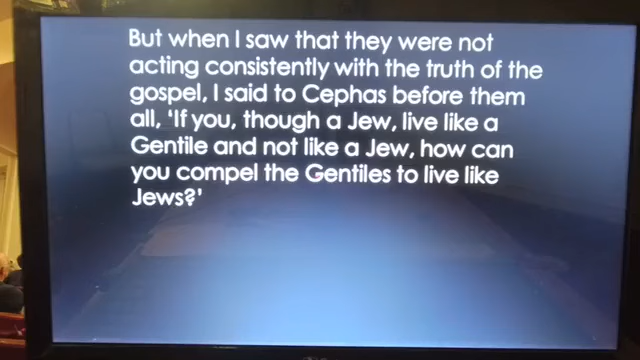 But when I saw that they were not
acting consistently with the truth of the
gospel, I said to Cephas before them
all, ‘If you, though a Jew, live like a
Gentile and not like a Jew, how can
you compel the Gentiles to live like
Jews?’